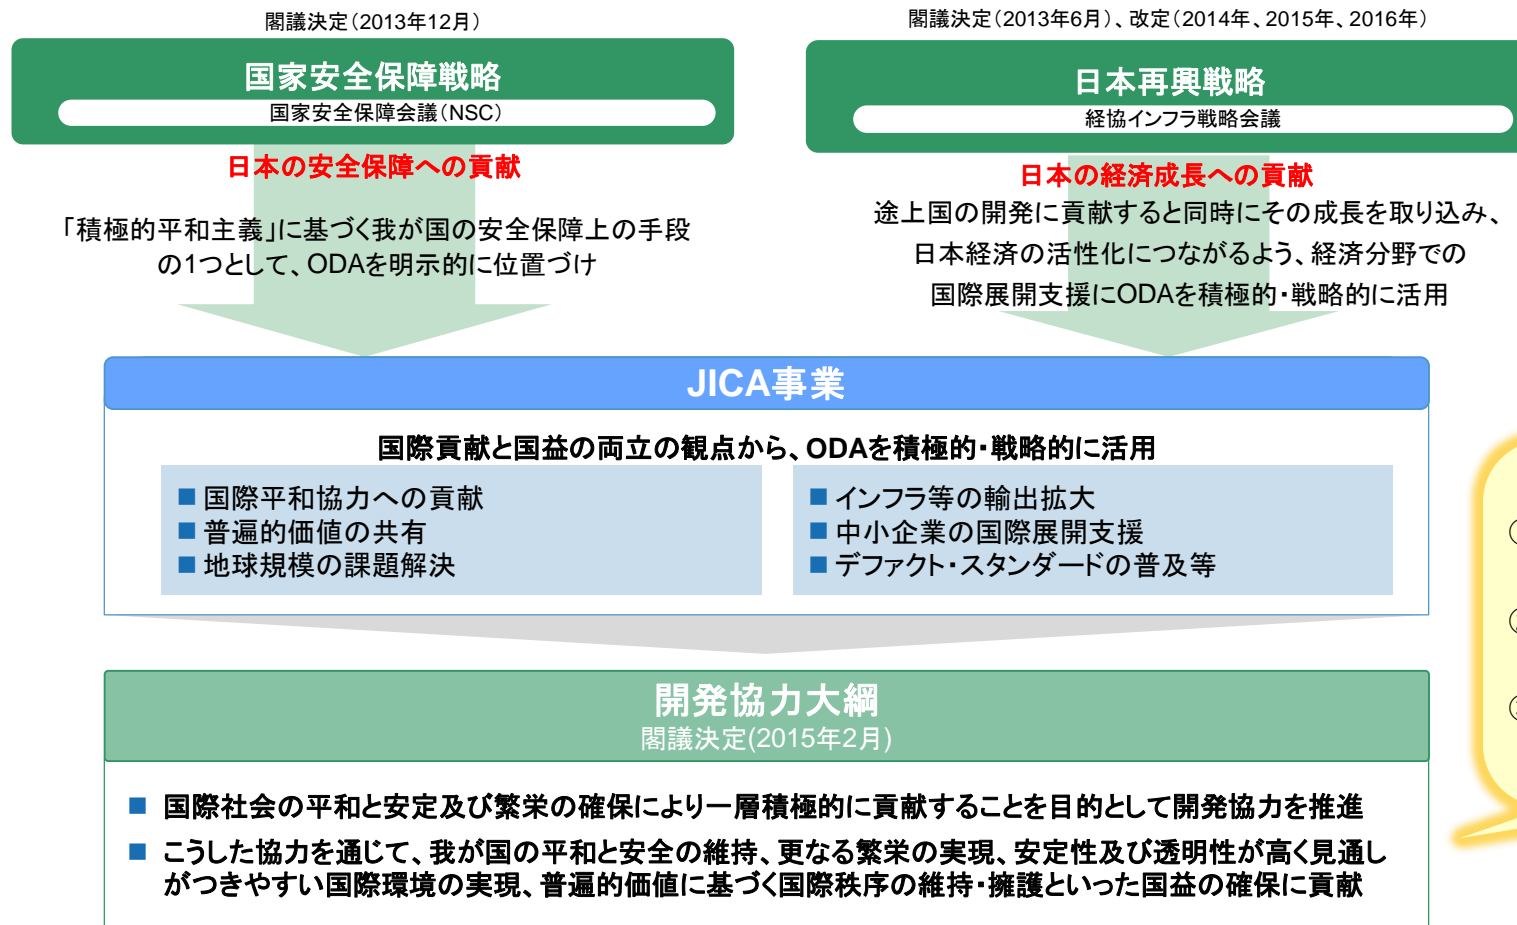 閣議決定(2013年12月)
国家安全保障戦略
国家安全保障会議(NSC)
日本の安全保障への貢献
「積極的平和主義」に基づく我が国の安全保障上の手段
の1つとして、ODAを明示的に位置づけ
閣議決定(2013年6月)、改定(2014年、2015年、2016年)
日本再興戦略
経協インフラ戦略会議
日本の経済成長への貢献
途上国の開発に貢献すると同時にその成長を取り込み、
日本経済の活性化につながるよう、経済分野での
国際展開支援にODAを積極的・戦略的に活用
JICA事業
国際貢献と国益の両立の観点から、ODAを積極的・戦略的に活用
■国際平和協力への貢献
■普遍的価値の共有
■地球規模の課題解決
■インフラ等の輸出拡大
■中小企業の国際展開支援
■デファクト・スタンダードの普及等
開発協力大綱
閣議決定(2015年2月)
■ 国際社会の平和と安定及び繁栄の確保により一層積極的に貢献することを目的として開発協力を推進
■ こうした協力を通じて、我が国の平和と安全の維持、更なる繁栄の実現、安定性及び透明性が高く見通し
がつきやすい国際環境の実現、普遍的価値に基づく国際秩序の維持・擁護といった国益の確保に貢献